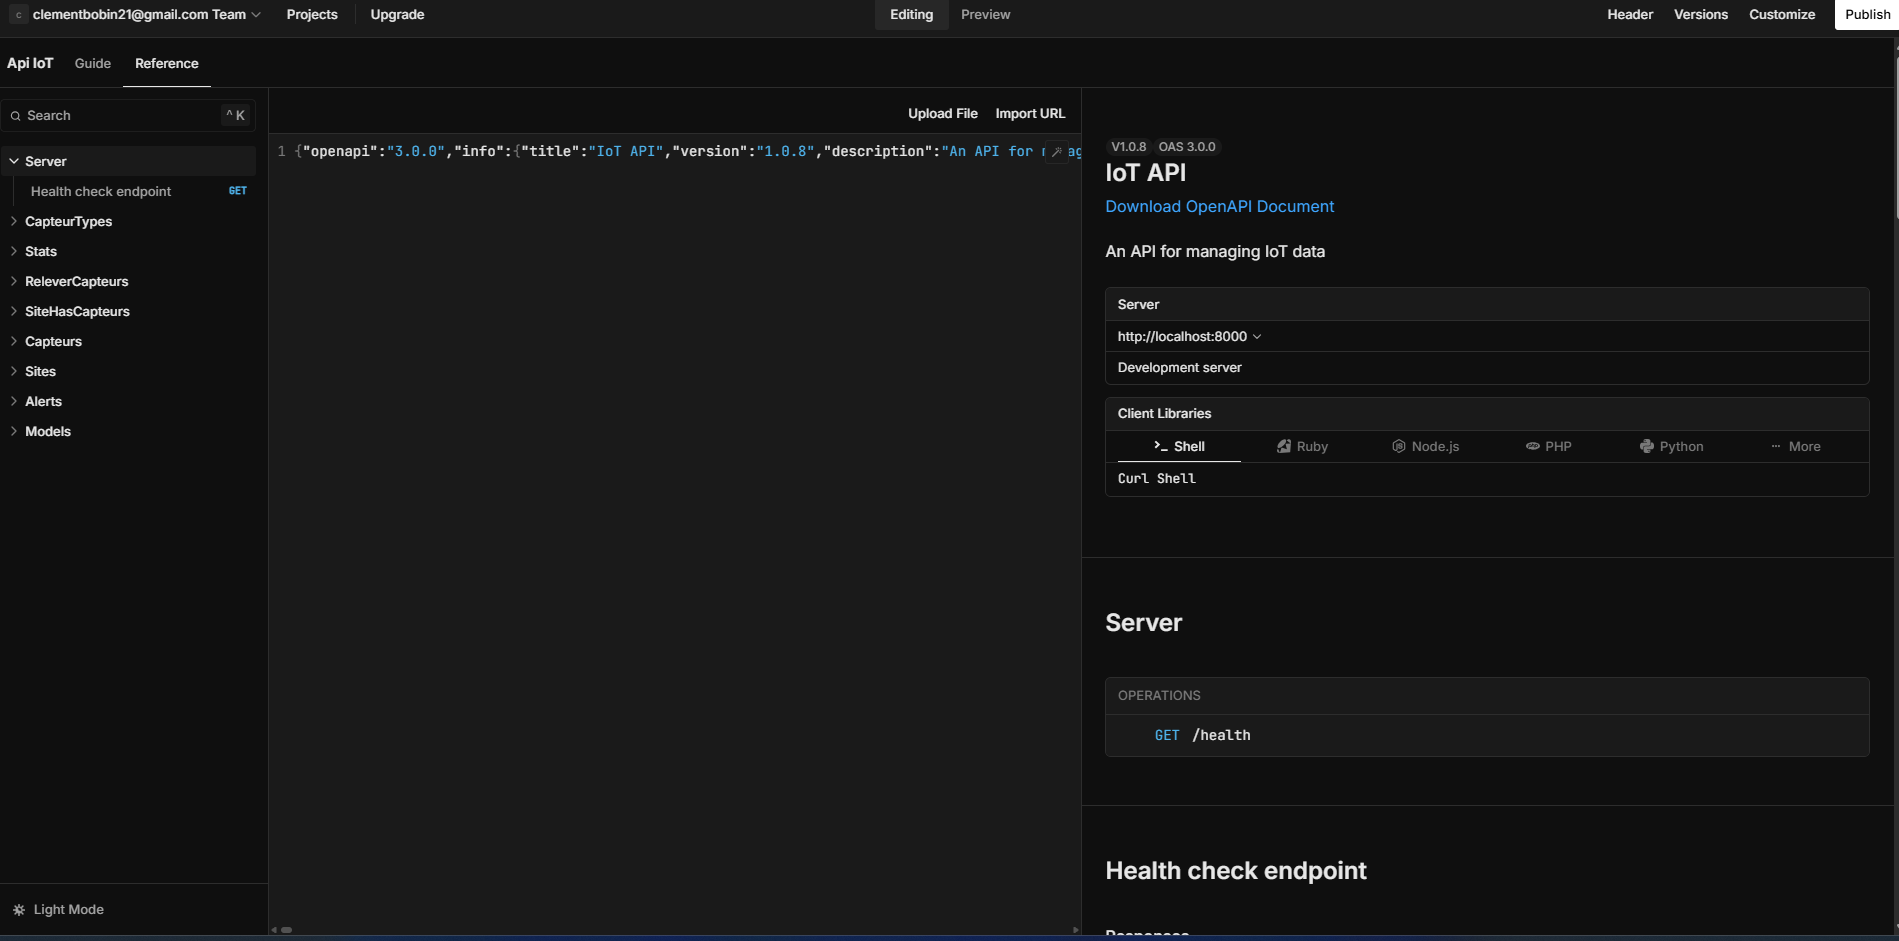 c clementbobin21@gmail.com Team Projects Upgrade Editing Preview Header Versions Customize Publish
Api IoT Guide Reference
Search ^ K
Upload File Import URL
Server
Health check endpoint GET
CapteurTypes
Stats
ReleverCapteurs
SiteHasCapteurs
Capteurs
Sites
Alerts
Models
Light Mode
1 {"openapi":"3.0.0","info":{"title":"IoT API","version":"1.0.8","description":"An API for
V1.0.8 OAS 3.0.0
IoT API
Download OpenAPI Document
An API for managing IoT data
Server
http://localhost:8000
Development server
Client Libraries
>_ Shell Ruby Node.js PHP Python ··· More
Curl Shell
Server
OPERATIONS
GET /health
Health check endpoint